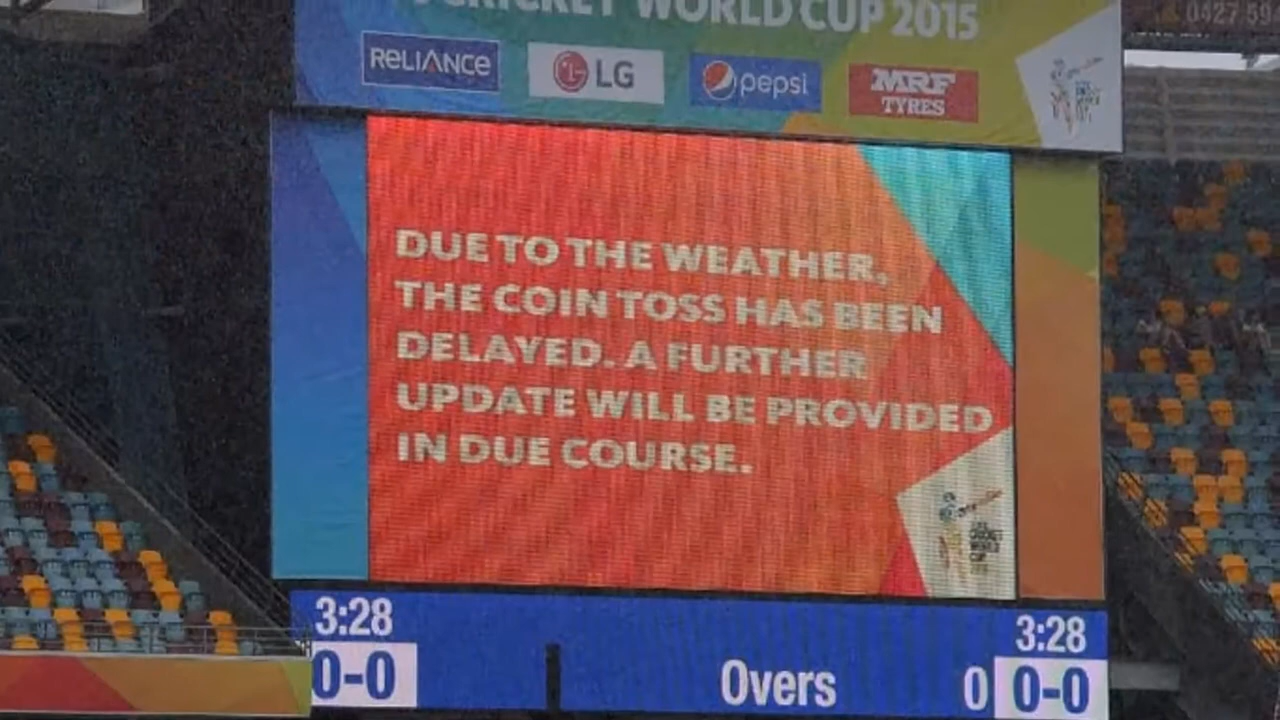 CRICKET WORLD CUP 2015
RELIANCE
LG
pepsi
MRF
TYRES
DUE TO THE WEATHER,
THE COIN TOSS HAS BEEN
DELAYED. A FURTHER
UPDATE WILL BE PROVIDED
IN DUE COURSE.
3:28
3:28
0-0
Overs 0
0-0